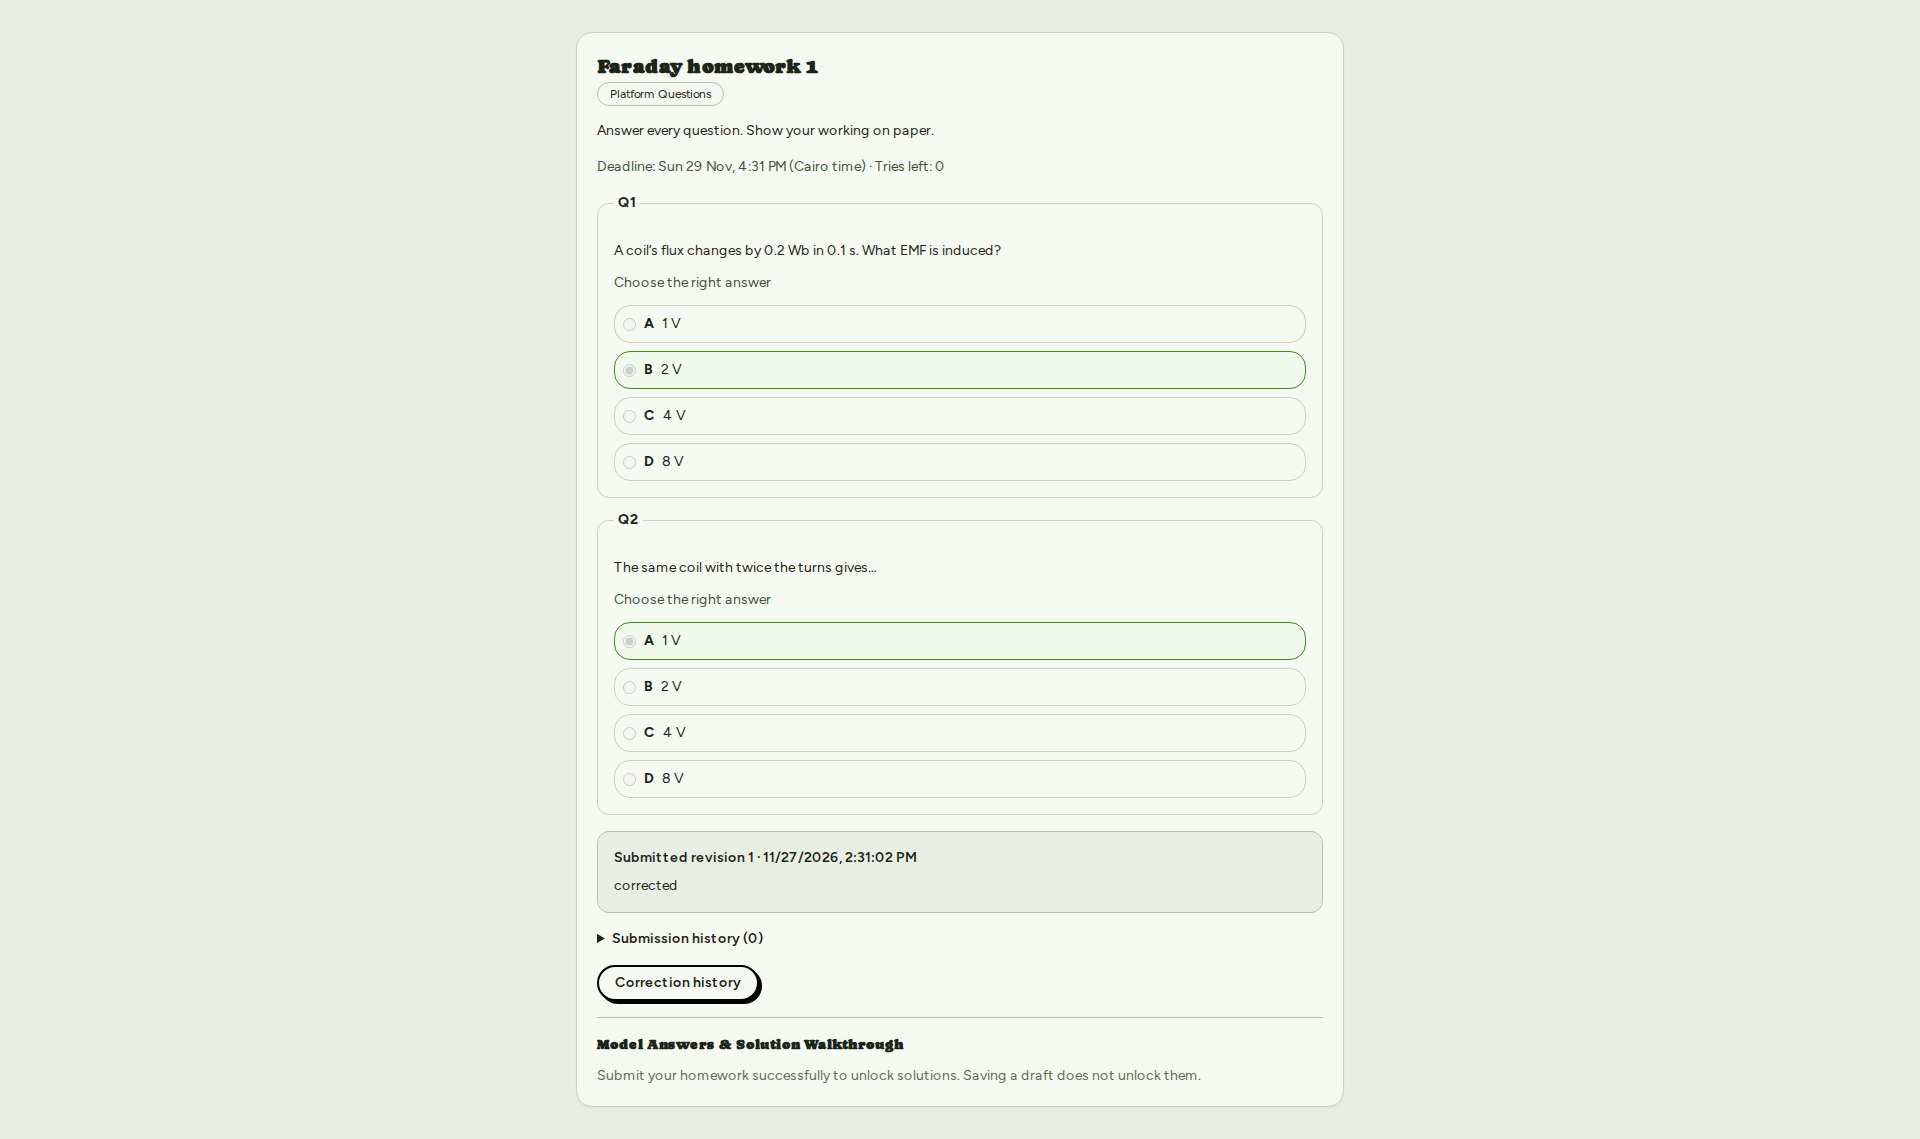 Faraday homework 1
Platform Questions
Answer every question. Show your working on paper.
Deadline: Sun 29 Nov, 4:31 PM (Cairo time) · Tries left: 0
Q1
A coil’s flux changes by 0.2 Wb in 0.1 s. What EMF is induced?
Choose the right answer
A 1 V
B 2 V
C 4 V
D 8 V
Q2
The same coil with twice the turns gives…
Choose the right answer
A 1 V
B 2 V
C 4 V
D 8 V
Submitted revision 1 · 11/27/2026, 2:31:02 PM
corrected
Submission history (0)
Correction history
Model Answers & Solution Walkthrough
Submit your homework successfully to unlock solutions. Saving a draft does not unlock them.